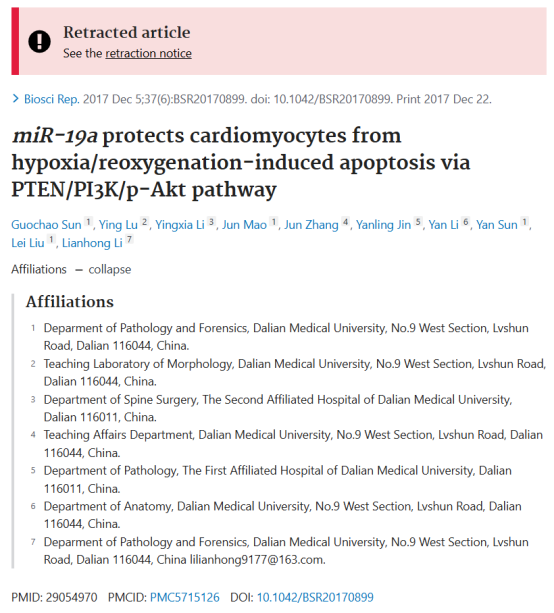 Retracted article
See the retraction notice
> Biosci Rep. 2017 Dec 5;37(6):BSR20170899. doi: 10.1042/BSR20170899. Print 2017 Dec 22.
miR-19a protects cardiomyocytes from
hypoxia/reoxygenation-induced apoptosis via
PTEN/PI3K/p-Akt pathway
Guochao Sun 1, Ying Lu 2, Yingxia Li 3, Jun Mao 1, Jun Zhang 4, Yanling Jin 5, Yan Li 6, Yan Sun 1,
Lei Liu 1, Lianhong Li 7
Affiliations − collapse
Affiliations
1 Deparment of Pathology and Forensics, Dalian Medical University, No.9 West Section, Lvshun
Road, Dalian 116044, China.
2 Teaching Laboratory of Morphology, Dalian Medical University, No.9 West Section, Lvshun Road,
Dalian 116044, China.
3 Department of Spine Surgery, The Second Affiliated Hospital of Dalian Medical University,
Dalian 116011, China.
4 Teaching Affairs Department, Dalian Medical University, No.9 West Section, Lvshun Road, Dalian
116044, China.
5 Department of Pathology, The First Affiliated Hospital of Dalian Medical University, Dalian
116011, China.
6 Department of Anatomy, Dalian Medical University, No.9 West Section, Lvshun Road, Dalian
116044, China.
7 Deparment of Pathology and Forensics, Dalian Medical University, No.9 West Section, Lvshun
Road, Dalian 116044, China lilianhong9177@163.com.
PMID: 29054970 PMCID: PMC5715126 DOI: 10.1042/BSR20170899